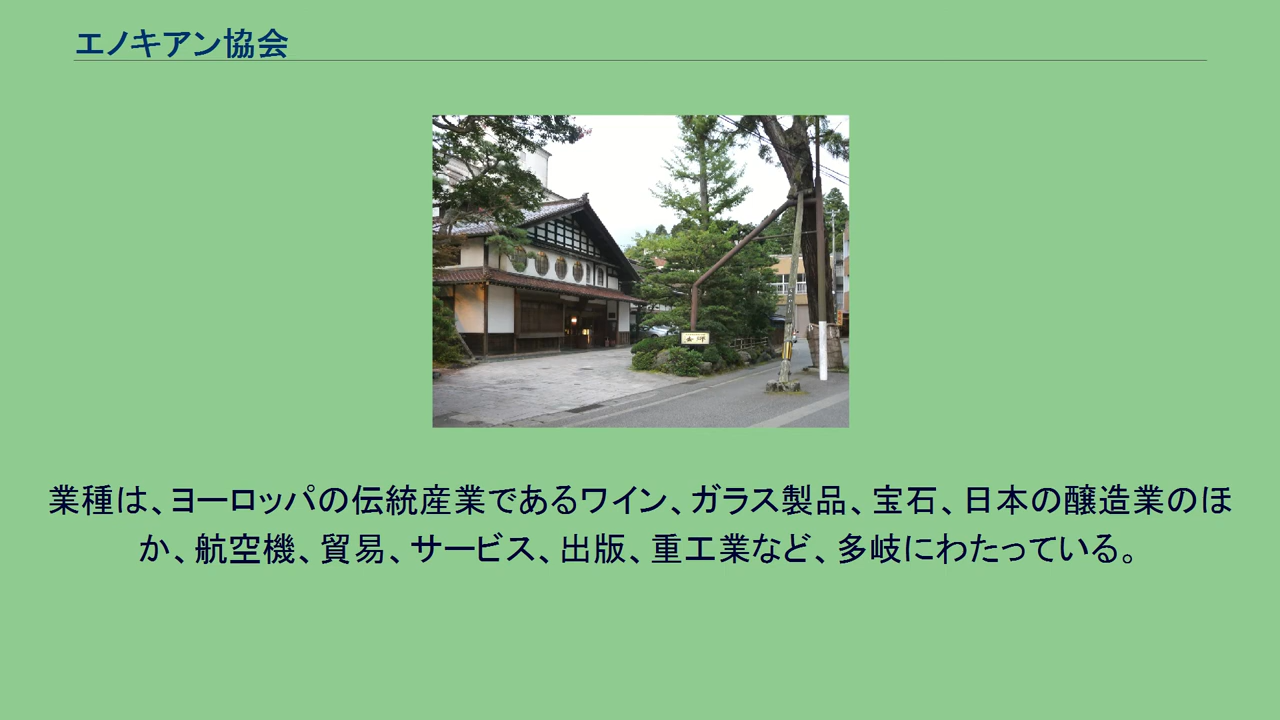 エノキアン協会
業種は、ヨーロッパの伝統産業であるワイン、ガラス製品、宝石、日本の醸造業のほ
か、航空機、貿易、サービス、出版、重工業など、多岐にわたっている。